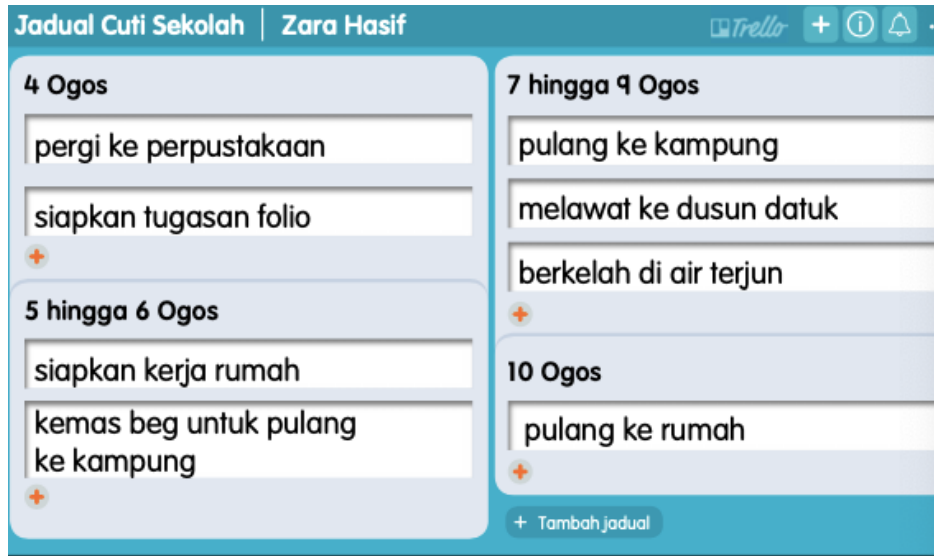 Jadual Cuti Sekolah | Zara Hasif
Trello
4 Ogos
pergi ke perpustakaan
siapkan tugasan folio
5 hingga 6 Ogos
siapkan kerja rumah
kemas beg untuk pulang
ke kampung
7 hingga 9 Ogos
pulang ke kampung
melawat ke dusun datuk
berkelah di air terjun
10 Ogos
pulang ke rumah
+ Tambah jadual